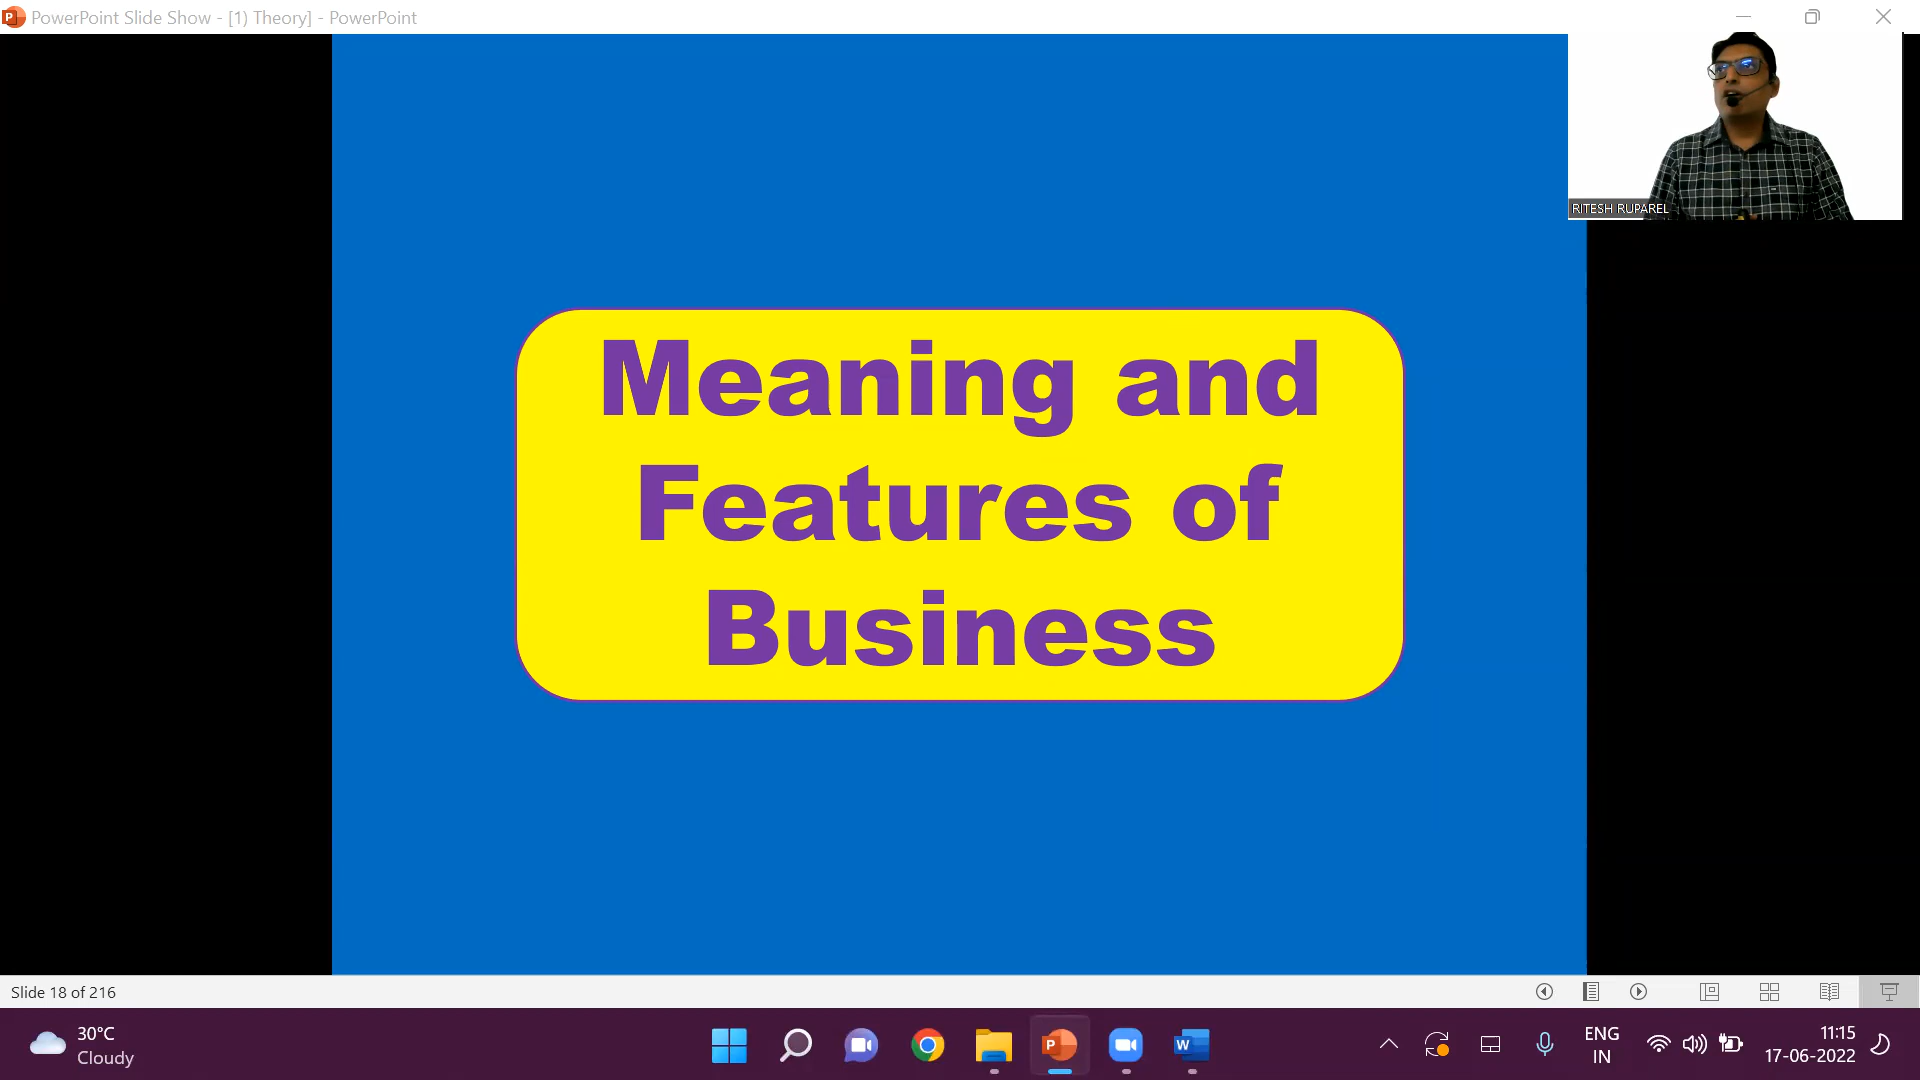 PowerPoint Slide Show - [1) Theory] - PowerPoint
RITESH RUPAREL
Meaning and
Features of
Business
Slide 18 of 216
30°C
Cloudy
ENG
IN
11:15
17-06-2022